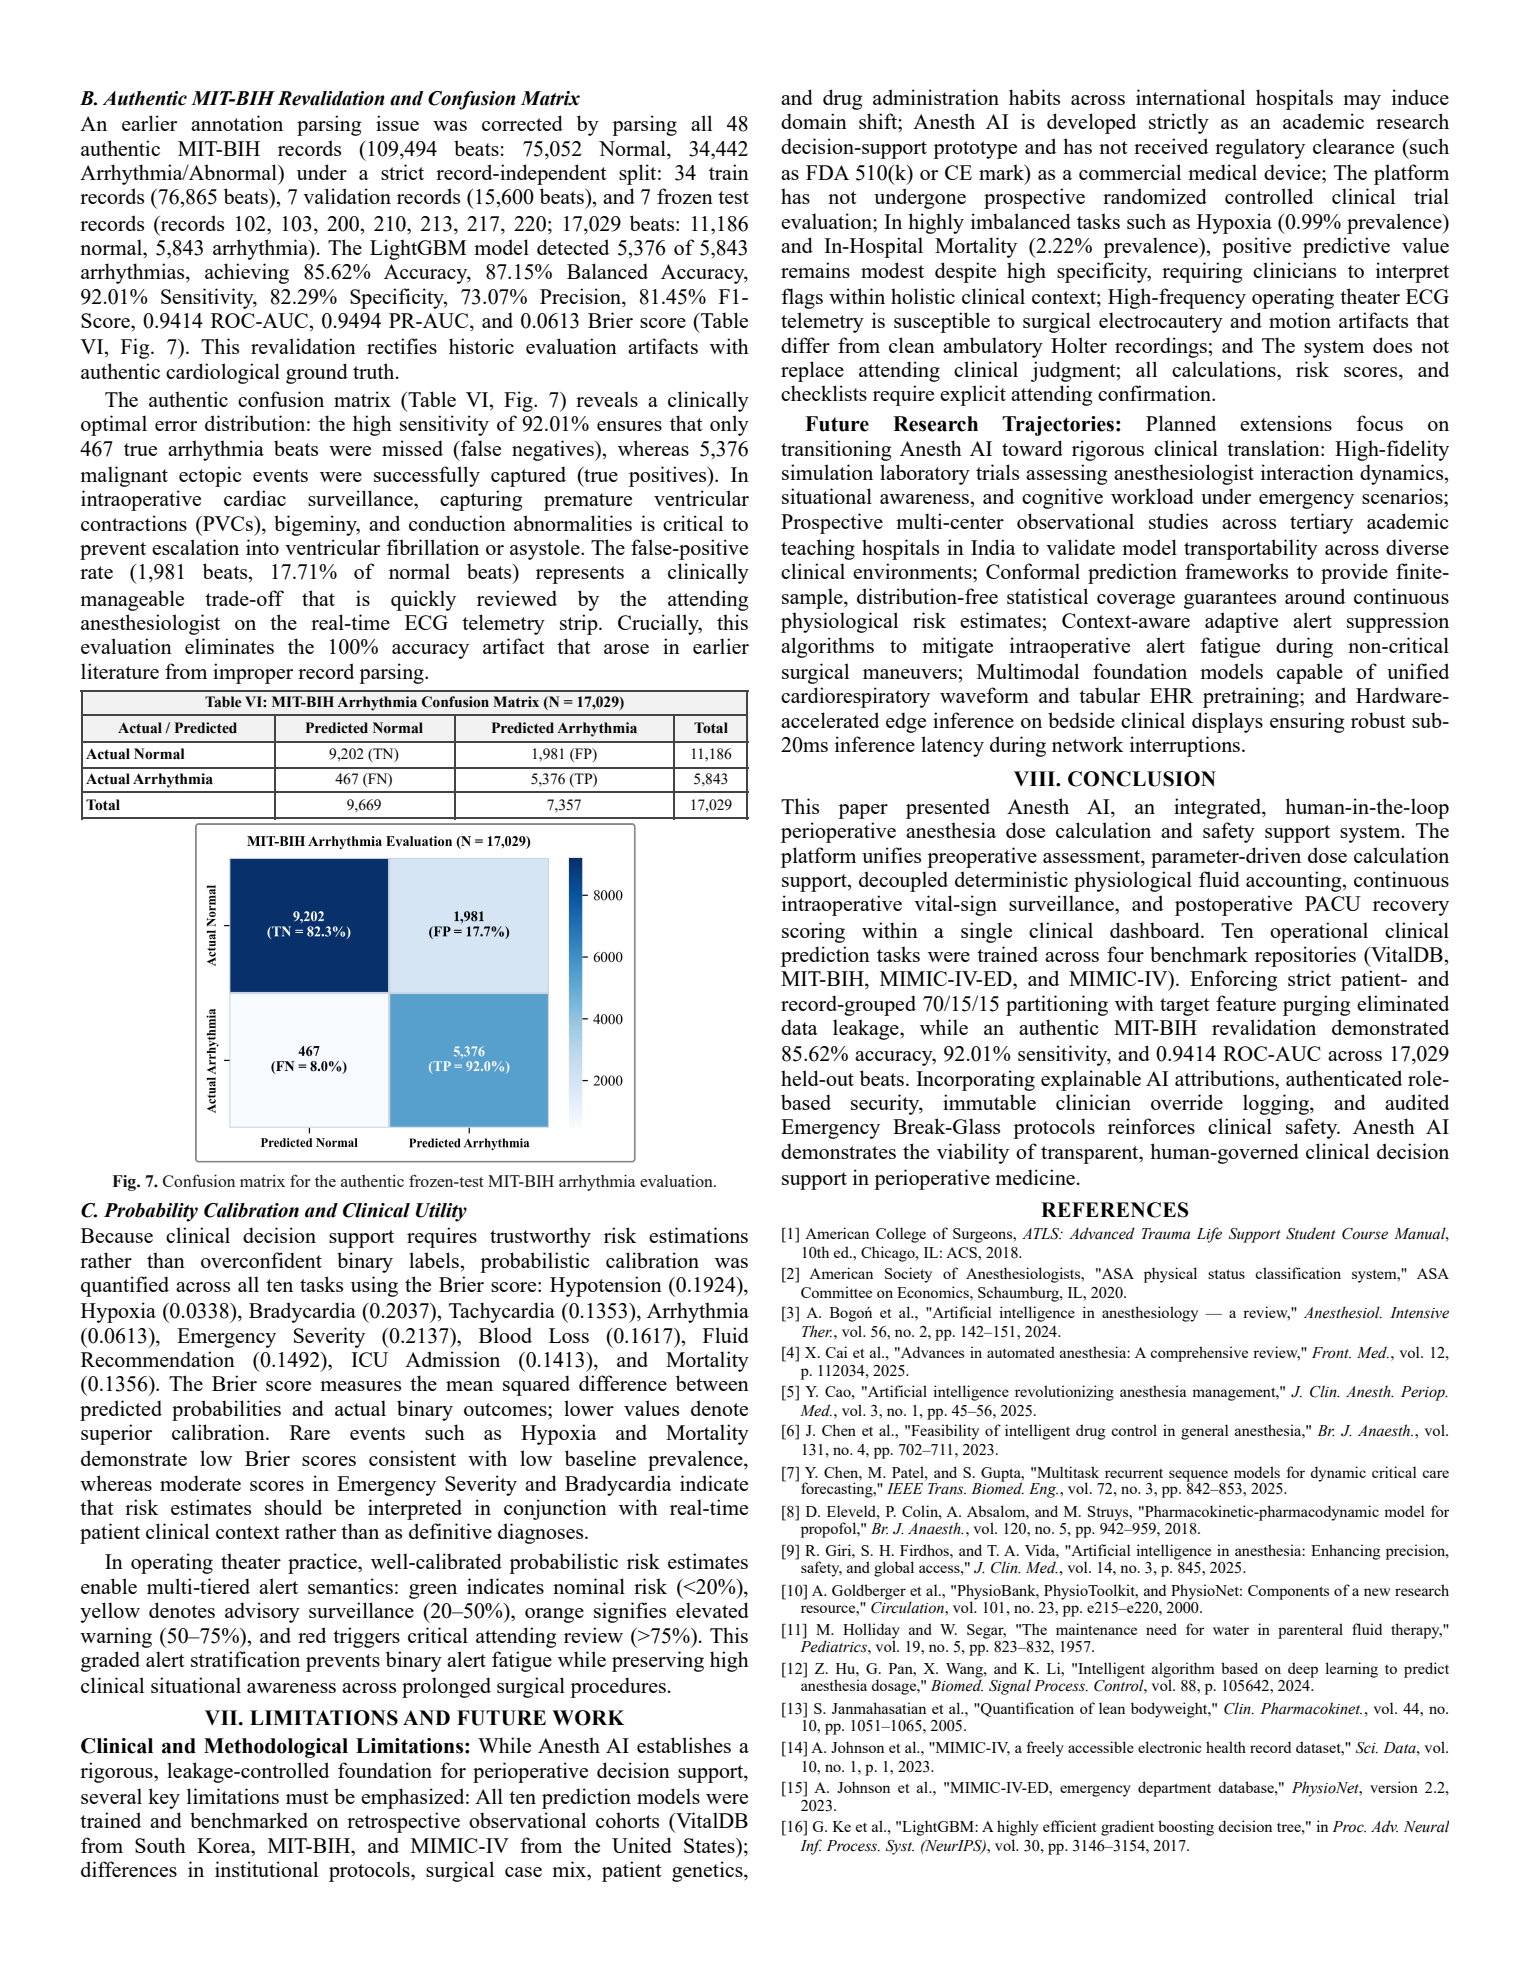 B. Authentic MIT-BIH Revalidation and Confusion Matrix
An earlier annotation parsing issue was corrected by parsing all 48
authentic MIT-BIH records (109,494 beats: 75,052 Normal, 34,442
Arrhythmia/Abnormal) under a strict record-independent split: 34 train
records (76,865 beats), 7 validation records (15,600 beats), and 7 frozen test
records (records 102, 103, 200, 210, 213, 217, 220; 17,029 beats: 11,186
normal, 5,843 arrhythmia). The LightGBM model detected 5,376 of 5,843
arrhythmias, achieving 85.62% Accuracy, 87.15% Balanced Accuracy,
92.01% Sensitivity, 82.29% Specificity, 73.07% Precision, 81.45% F1-
Score, 0.9414 ROC-AUC, 0.9494 PR-AUC, and 0.0613 Brier score (Table
VI, Fig. 7). This revalidation rectifies historic evaluation artifacts with
authentic cardiological ground truth.
The authentic confusion matrix (Table VI, Fig. 7) reveals a clinically
optimal error distribution: the high sensitivity of 92.01% ensures that only
467 true arrhythmia beats were missed (false negatives), whereas 5,376
malignant ectopic events were successfully captured (true positives). In
intraoperative cardiac surveillance, capturing premature ventricular
contractions (PVCs), bigeminy, and conduction abnormalities is critical to
prevent escalation into ventricular fibrillation or asystole. The false-positive
rate (1,981 beats, 17.71% of normal beats) represents a clinically
manageable trade-off that is quickly reviewed by the attending
anesthesiologist on the real-time ECG telemetry strip. Crucially, this
evaluation eliminates the 100% accuracy artifact that arose in earlier
literature from improper record parsing.
Table VI: MIT-BIH Arrhythmia Confusion Matrix (N = 17,029)
Actual / Predicted Predicted Normal Predicted Arrhythmia Total
Actual Normal 9,202 (TN) 1,981 (FP) 11,186
Actual Arrhythmia 467 (FN) 5,376 (TP) 5,843
Total 9,669 7,357 17,029
MIT-BIH Arrhythmia Evaluation (N = 17,029)
Actual Normal
9,202
(TN = 82.3%)
1,981
(FP = 17.7%)
Actual Arrhythmia
467
(FN = 8.0%)
5,376
(TP = 92.0%)
8000
6000
4000
2000
Predicted Normal Predicted Arrhythmia
Fig. 7. Confusion matrix for the authentic frozen-test MIT-BIH arrhythmia evaluation.
C. Probability Calibration and Clinical Utility
Because clinical decision support requires trustworthy risk estimations
rather than overconfident binary labels, probabilistic calibration was
quantified across all ten tasks using the Brier score: Hypotension (0.1924),
Hypoxia (0.0338), Bradycardia (0.2037), Tachycardia (0.1353), Arrhythmia
(0.0613), Emergency Severity (0.2137), Blood Loss (0.1617), Fluid
Recommendation (0.1492), ICU Admission (0.1413), and Mortality
(0.1356). The Brier score measures the mean squared difference between
predicted probabilities and actual binary outcomes; lower values denote
superior calibration. Rare events such as Hypoxia and Mortality
demonstrate low Brier scores consistent with low baseline prevalence,
whereas moderate scores in Emergency Severity and Bradycardia indicate
that risk estimates should be interpreted in conjunction with real-time
patient clinical context rather than as definitive diagnoses.
In operating theater practice, well-calibrated probabilistic risk estimates
enable multi-tiered alert semantics: green indicates nominal risk (<20%),
yellow denotes advisory surveillance (20–50%), orange signifies elevated
warning (50–75%), and red triggers critical attending review (>75%). This
graded alert stratification prevents binary alert fatigue while preserving high
clinical situational awareness across prolonged surgical procedures.
VII. LIMITATIONS AND FUTURE WORK
Clinical and Methodological Limitations: While Anesth AI establishes a
rigorous, leakage-controlled foundation for perioperative decision support,
several key limitations must be emphasized: All ten prediction models were
trained and benchmarked on retrospective observational cohorts (VitalDB
from South Korea, MIT-BIH, and MIMIC-IV from the United States);
differences in institutional protocols, surgical case mix, patient genetics,
and drug administration habits across international hospitals may induce
domain shift; Anesth AI is developed strictly as an academic research
decision-support prototype and has not received regulatory clearance (such
as FDA 510(k) or CE mark) as a commercial medical device; The platform
has not undergone prospective randomized controlled clinical trial
evaluation; In highly imbalanced tasks such as Hypoxia (0.99% prevalence)
and In-Hospital Mortality (2.22% prevalence), positive predictive value
remains modest despite high specificity, requiring clinicians to interpret
flags within holistic clinical context; High-frequency operating theater ECG
telemetry is susceptible to surgical electrocautery and motion artifacts that
differ from clean ambulatory Holter recordings; and The system does not
replace attending clinical judgment; all calculations, risk scores, and
checklists require explicit attending confirmation.
Future Research Trajectories: Planned extensions focus on
transitioning Anesth AI toward rigorous clinical translation: High-fidelity
simulation laboratory trials assessing anesthesiologist interaction dynamics,
situational awareness, and cognitive workload under emergency scenarios;
Prospective multi-center observational studies across tertiary academic
teaching hospitals in India to validate model transportability across diverse
clinical environments; Conformal prediction frameworks to provide finite-
sample, distribution-free statistical coverage guarantees around continuous
physiological risk estimates; Context-aware adaptive alert suppression
algorithms to mitigate intraoperative alert fatigue during non-critical
surgical maneuvers; Multimodal foundation models capable of unified
cardiorespiratory waveform and tabular EHR pretraining; and Hardware-
accelerated edge inference on bedside clinical displays ensuring robust sub-
20ms inference latency during network interruptions.
VIII. CONCLUSION
This paper presented Anesth AI, an integrated, human-in-the-loop
perioperative anesthesia dose calculation and safety support system. The
platform unifies preoperative assessment, parameter-driven dose calculation
support, decoupled deterministic physiological fluid accounting, continuous
intraoperative vital-sign surveillance, and postoperative PACU recovery
scoring within a single clinical dashboard. Ten operational clinical
prediction tasks were trained across four benchmark repositories (VitalDB,
MIT-BIH, MIMIC-IV-ED, and MIMIC-IV). Enforcing strict patient- and
record-grouped 70/15/15 partitioning with target feature purging eliminated
data leakage, while an authentic MIT-BIH revalidation demonstrated
85.62% accuracy, 92.01% sensitivity, and 0.9414 ROC-AUC across 17,029
held-out beats. Incorporating explainable AI attributions, authenticated role-
based security, immutable clinician override logging, and audited
Emergency Break-Glass protocols reinforces clinical safety. Anesth AI
demonstrates the viability of transparent, human-governed clinical decision
support in perioperative medicine.
REFERENCES
[1] American College of Surgeons, ATLS: Advanced Trauma Life Support Student Course Manual,
10th ed., Chicago, IL: ACS, 2018.
[2] American Society of Anesthesiologists, "ASA physical status classification system," ASA
Committee on Economics, Schaumburg, IL, 2020.
[3] A. Bogoń et al., "Artificial intelligence in anesthesiology — a review," Anesthesiol. Intensive
Ther., vol. 56, no. 2, pp. 142–151, 2024.
[4] X. Cai et al., "Advances in automated anesthesia: A comprehensive review," Front. Med., vol. 12,
p. 112034, 2025.
[5] Y. Cao, "Artificial intelligence revolutionizing anesthesia management," J. Clin. Anesth. Periop.
Med., vol. 3, no. 1, pp. 45–56, 2025.
[6] J. Chen et al., "Feasibility of intelligent drug control in general anesthesia," Br. J. Anaesth., vol.
131, no. 4, pp. 702–711, 2023.
[7] Y. Chen, M. Patel, and S. Gupta, "Multitask recurrent sequence models for dynamic critical care
forecasting," IEEE Trans. Biomed. Eng., vol. 72, no. 3, pp. 842–853, 2025.
[8] D. Eleveld, P. Colin, A. Absalom, and M. Struys, "Pharmacokinetic-pharmacodynamic model for
propofol," Br. J. Anaesth., vol. 120, no. 5, pp. 942–959, 2018.
[9] R. Giri, S. H. Firdhos, and T. A. Vida, "Artificial intelligence in anesthesia: Enhancing precision,
safety, and global access," J. Clin. Med., vol. 14, no. 3, p. 845, 2025.
[10] A. Goldberger et al., "PhysioBank, PhysioToolkit, and PhysioNet: Components of a new research
resource," Circulation, vol. 101, no. 23, pp. e215–e220, 2000.
[11] M. Holliday and W. Segar, "The maintenance need for water in parenteral fluid therapy,"
Pediatrics, vol. 19, no. 5, pp. 823–832, 1957.
[12] Z. Hu, G. Pan, X. Wang, and K. Li, "Intelligent algorithm based on deep learning to predict
anesthesia dosage," Biomed. Signal Process. Control, vol. 88, p. 105642, 2024.
[13] S. Janmahasatian et al., "Quantification of lean bodyweight," Clin. Pharmacokinet., vol. 44, no.
10, pp. 1051–1065, 2005.
[14] A. Johnson et al., "MIMIC-IV, a freely accessible electronic health record dataset," Sci. Data, vol.
10, no. 1, p. 1, 2023.
[15] A. Johnson et al., "MIMIC-IV-ED, emergency department database," PhysioNet, version 2.2,
2023.
[16] G. Ke et al., "LightGBM: A highly efficient gradient boosting decision tree," in Proc. Adv. Neural
Inf. Process. Syst. (NeurIPS), vol. 30, pp. 3146–3154, 2017.